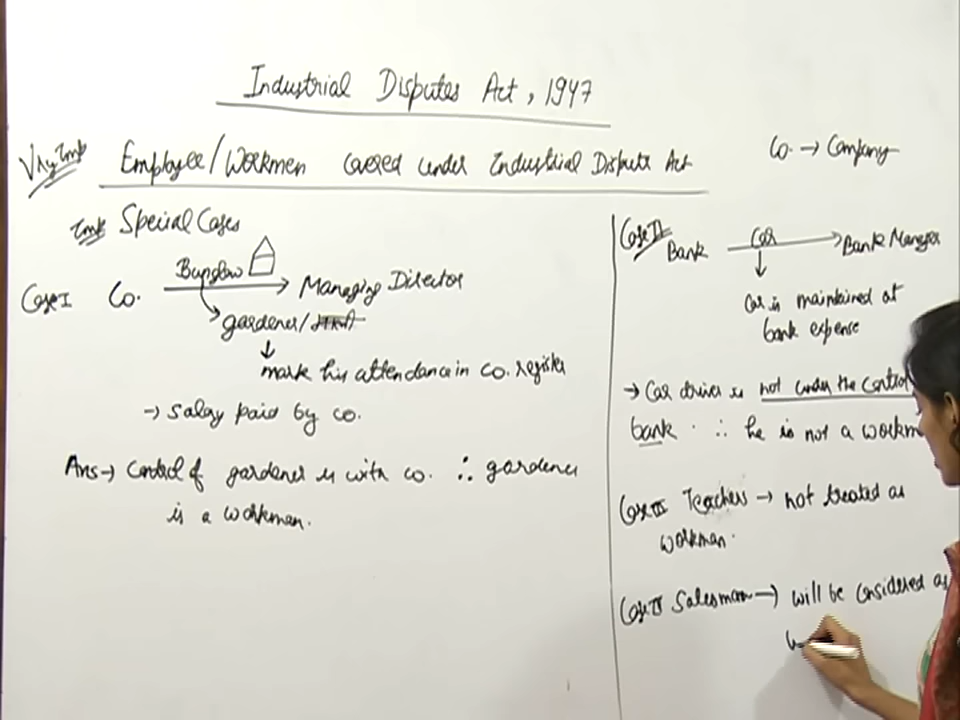 Industrial Disputes Act, 1947
V.Ry Imp Employee/Workmen covered under Industrial Dispute Act
Co. → Company
Imp Special Cases
Case I Co. Bunglow → Managing Director
gardener/
↓
mark his attendance in co. register
→ Salary paid by co.
Ans → Control of gardener is with co. ∴ gardener
is a workman.
Case II Bank Car → Bank Manager
↓
Car is maintained at
bank expense
→ Car driver is not under the control
bank. ∴ he is not a workm
Case III Teachers → not treated as
workman.
Case IV Salesman → will be considered as